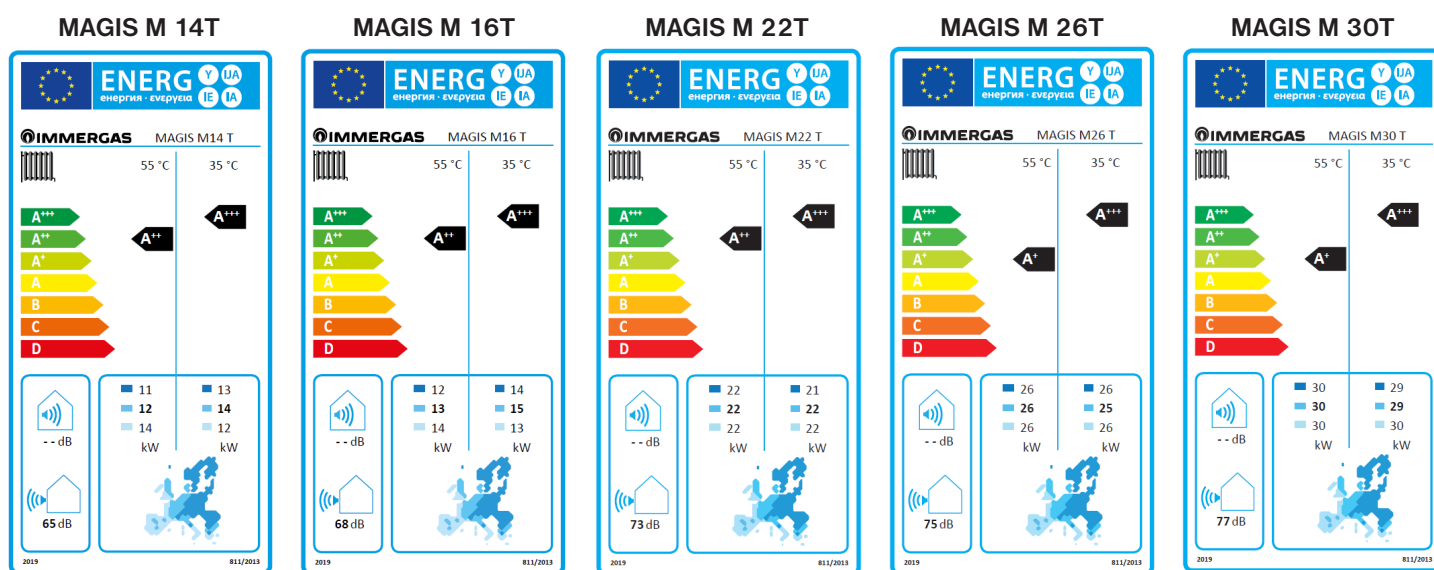 MAGIS M 14T
ENERG Y IJA
енергия · ενεργεια IE IA
IMMERGAS MAGIS M14 T
55 °C 35 °C
A+++ A+++
A++ A++
A+
A
B
C
D
11 13
12 14
14 12
-- dB kW kW
65 dB
2019 811/2013
MAGIS M 16T
ENERG Y IJA
енергия · ενεργεια IE IA
IMMERGAS MAGIS M16 T
55 °C 35 °C
A+++ A+++
A++ A++
A+
A
B
C
D
12 14
13 15
14 13
-- dB kW kW
68 dB
2019 811/2013
MAGIS M 22T
ENERG Y IJA
енергия · ενεργεια IE IA
IMMERGAS MAGIS M22 T
55 °C 35 °C
A+++ A+++
A++ A++
A+
A
B
C
D
22 21
22 22
22 22
-- dB kW kW
73 dB
2019 811/2013
MAGIS M 26T
ENERG Y IJA
енергия · ενεργεια IE IA
IMMERGAS MAGIS M26 T
55 °C 35 °C
A+++ A+++
A++
A+ A+
A
B
C
D
26 26
26 25
26 26
-- dB kW kW
75 dB
2019 811/2013
MAGIS M 30T
ENERG Y IJA
енергия · ενεργεια IE IA
IMMERGAS MAGIS M30 T
55 °C 35 °C
A+++ A+++
A++
A+ A+
A
B
C
D
30 29
30 29
30 30
-- dB kW kW
77 dB
2019 811/2013